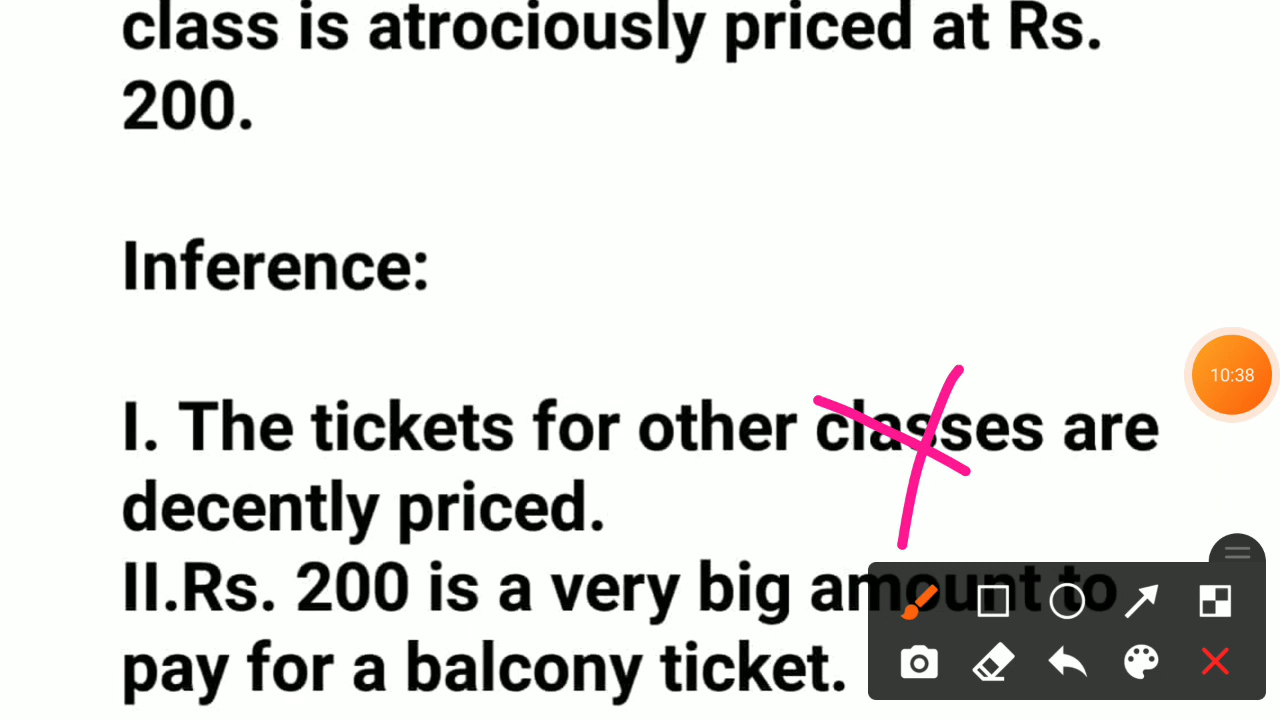 class is atrociously priced at Rs.
200.
Inference:
I. The tickets for other classes are
decently priced.
II.Rs. 200 is a very big amount to
pay for a balcony ticket.
10:38